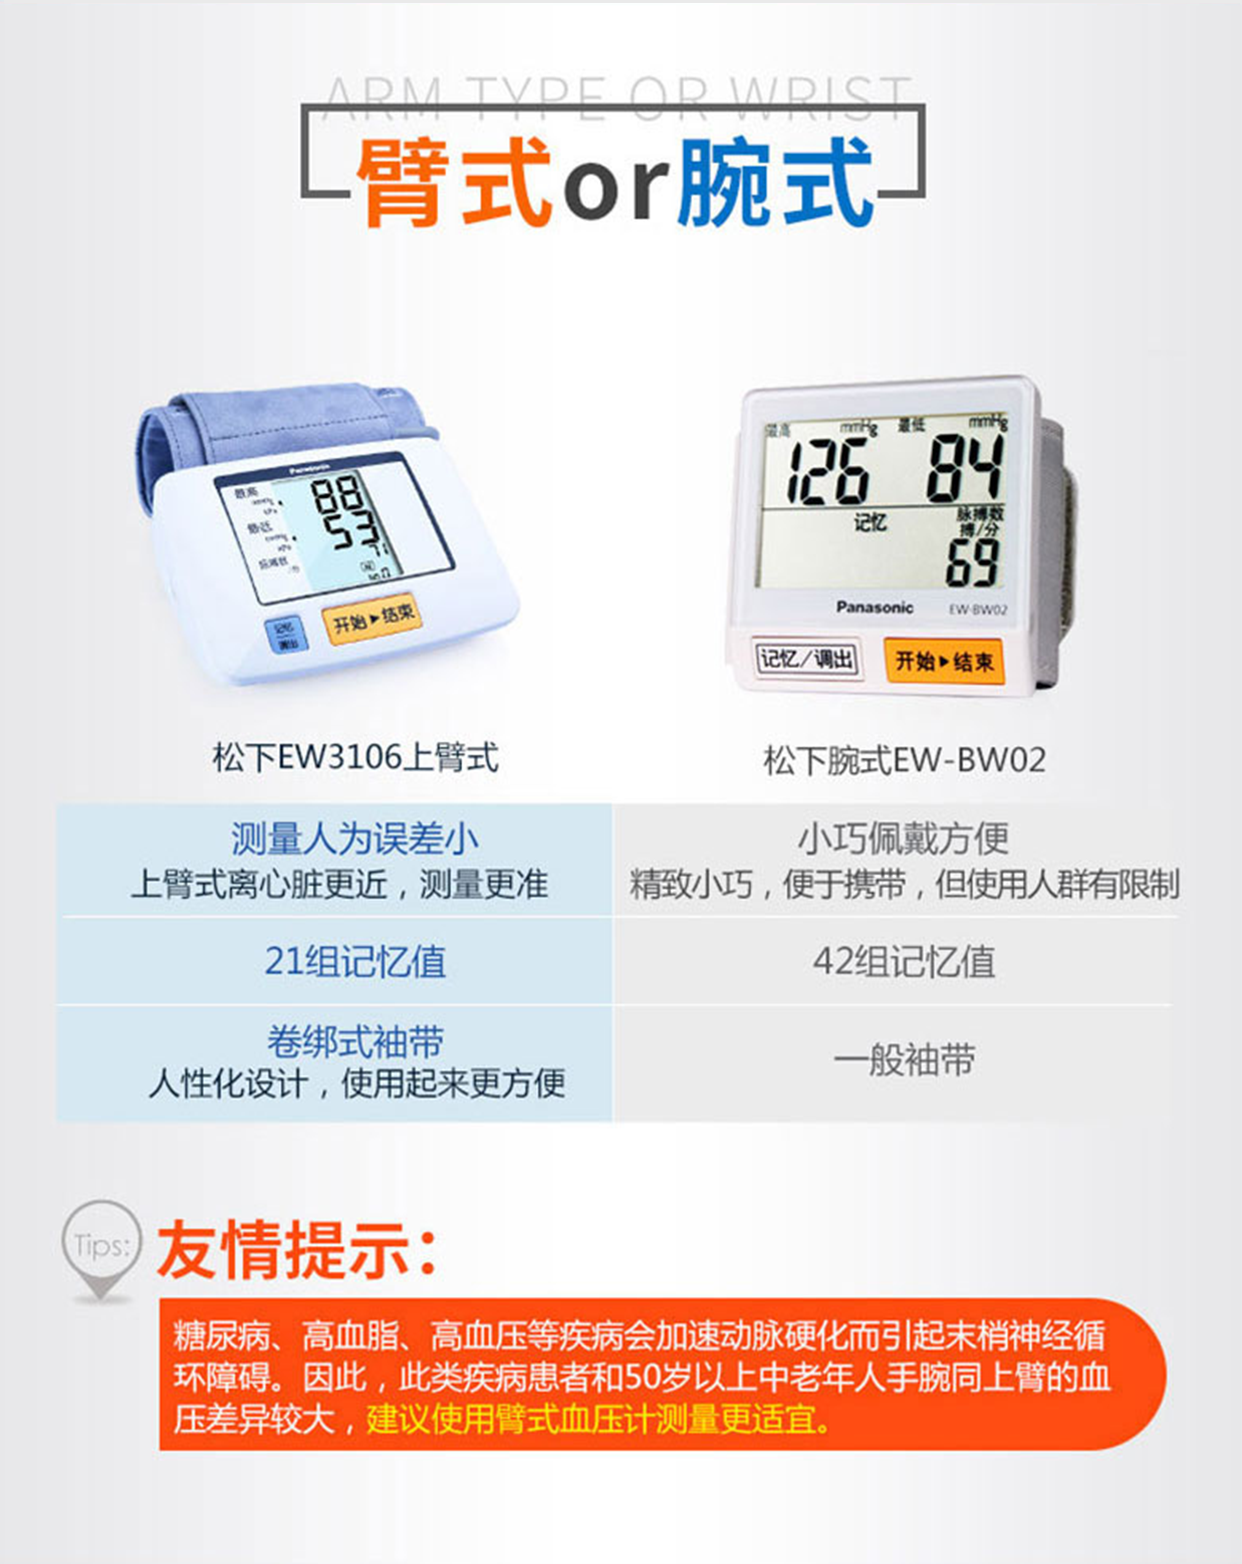 ARM TYPE OR WRIST
臂式or腕式
Panasonic
最高
mmHg
kPa
最低
mmHg
kPa
88
53
71
记忆
调出
开始▶结束
最高 mmHg 最低 mmHg
126 84
记忆
脉搏数
搏/分
69
Panasonic EW-BW02
记忆/调出
开始▶结束
松下EW3106上臂式
松下腕式EW-BW02
测量人为误差小
上臂式离心脏更近，测量更准
小巧佩戴方便
精致小巧，便于携带，但使用人群有限制
21组记忆值
42组记忆值
卷绑式袖带
人性化设计，使用起来更方便
一般袖带
Tips:
友情提示：
糖尿病、高血脂、高血压等疾病会加速动脉硬化而引起末梢神经循
环障碍。因此，此类疾病患者和50岁以上中老年人手腕同上臂的血
压差异较大，建议使用臂式血压计测量更适宜。